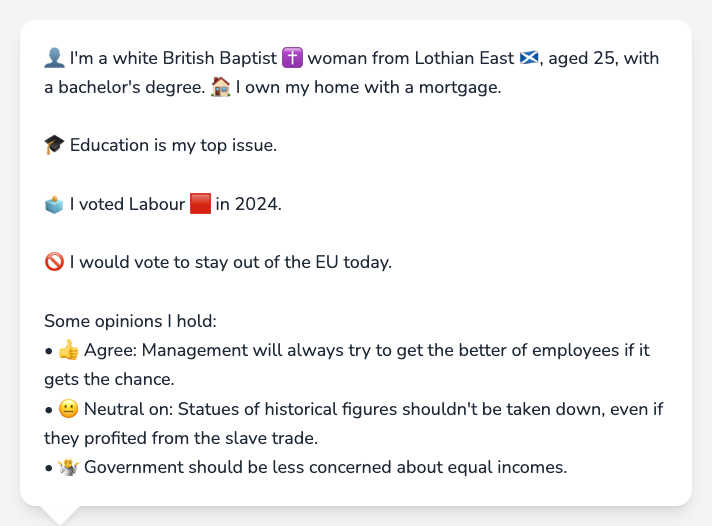 👤 I'm a white British Baptist ✝️ woman from Lothian East 🏴󠁧󠁢󠁳󠁣󠁴󠁿, aged 25, with
a bachelor's degree. 🏠 I own my home with a mortgage.
🎓 Education is my top issue.
🗳️ I voted Labour 🟥 in 2024.
🚫 I would vote to stay out of the EU today.
Some opinions I hold:
• 👍 Agree: Management will always try to get the better of employees if it
gets the chance.
• 😐 Neutral on: Statues of historical figures shouldn't be taken down, even if
they profited from the slave trade.
• 🤷 Government should be less concerned about equal incomes.